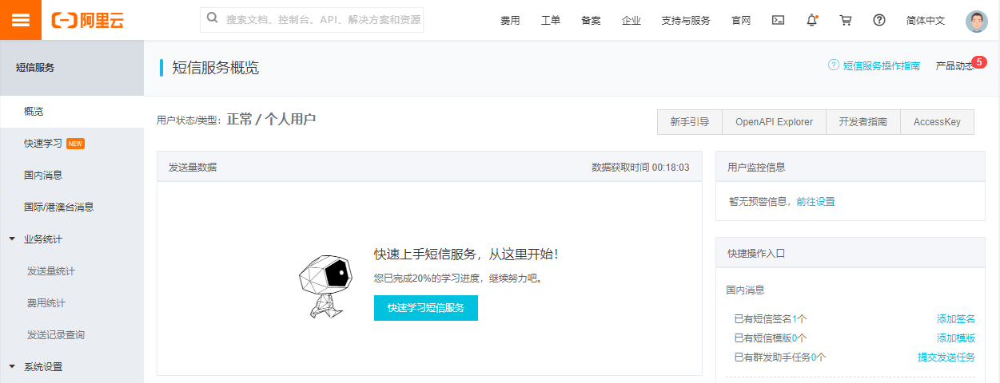 阿里云
搜索文档、控制台、API、解决方案和资源
费用
工单
备案
企业
支持与服务
官网
简体中文
短信服务
概览
快速学习 NEW
国内消息
国际/港澳台消息
业务统计
发送量统计
费用统计
发送记录查询
系统设置
短信服务概览
短信服务操作指南
产品动态
5
用户状态/类型：正常 / 个人用户
新手引导
OpenAPI Explorer
开发者指南
AccessKey
发送量数据
数据获取时间 00:18:03
快速上手短信服务，从这里开始！
您已完成20%的学习进度，继续努力吧。
快速学习短信服务
用户监控信息
暂无预警信息，前往设置
快捷操作入口
国内消息
已有短信签名1个 添加签名
已有短信模版0个 添加模版
已有群发助手任务0个 提交发送任务